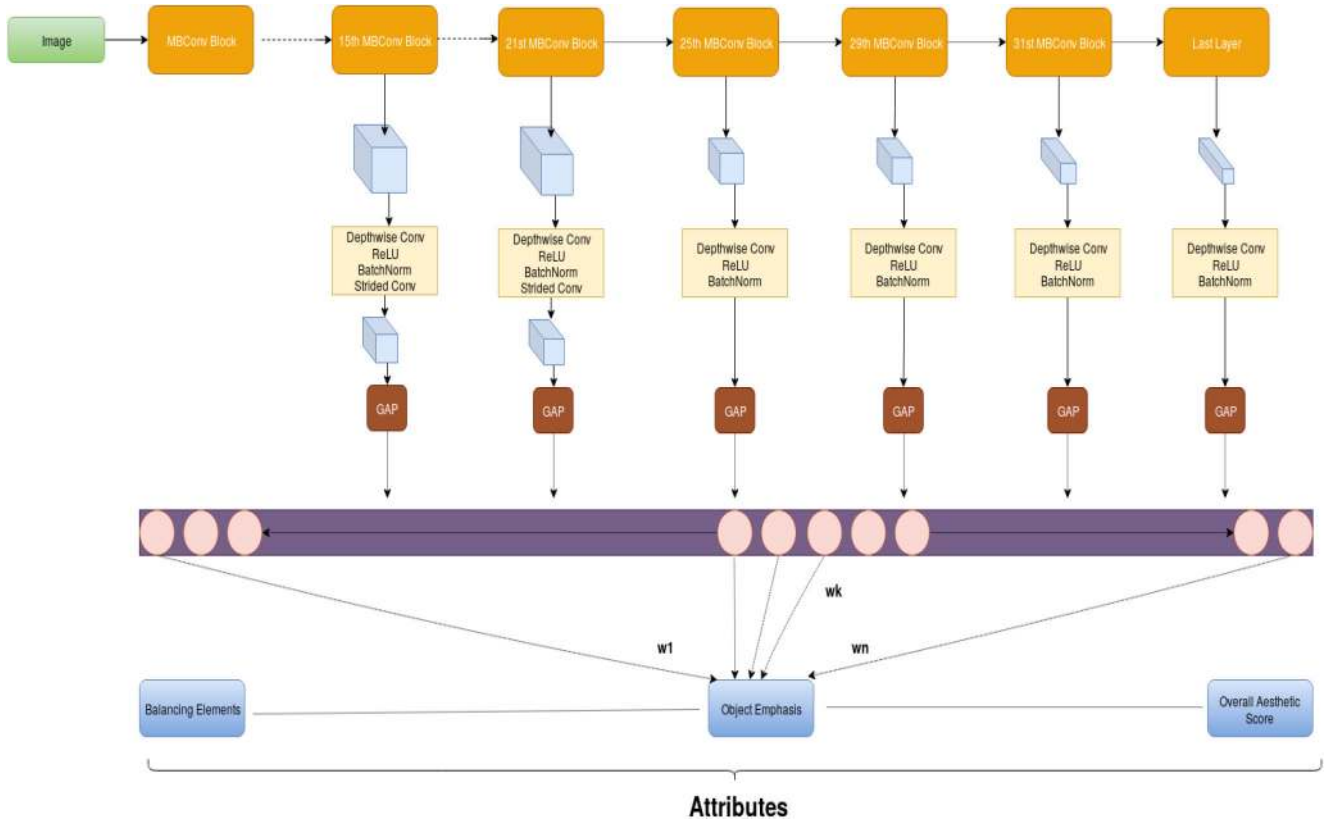 Image
MBConv Block
15th MBConv Block
21st MBConv Block
25th MBConv Block
29th MBConv Block
31st MBConv Block
Last Layer
Depthwise Conv
ReLU
BatchNorm
Strided Conv
Depthwise Conv
ReLU
BatchNorm
Strided Conv
Depthwise Conv
ReLU
BatchNorm
Depthwise Conv
ReLU
BatchNorm
Depthwise Conv
ReLU
BatchNorm
Depthwise Conv
ReLU
BatchNorm
GAP
GAP
GAP
GAP
GAP
GAP
wk
w1
wn
Balancing Elements
Object Emphasis
Overall Aesthetic
Score
Attributes